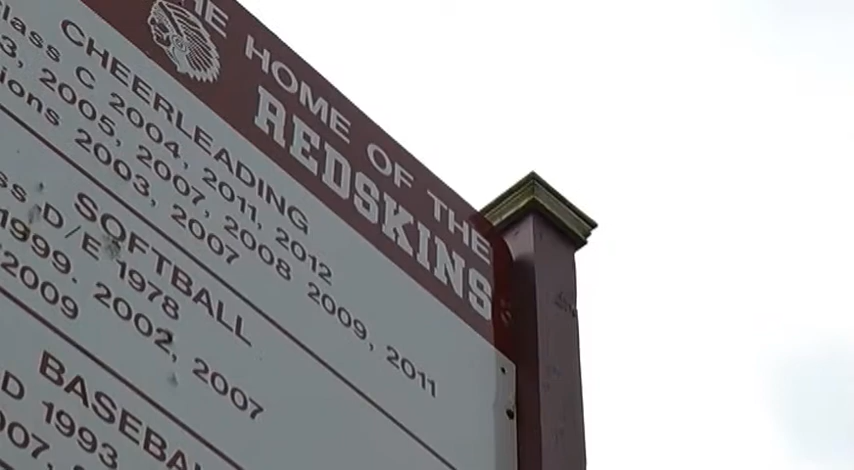 HE HOME OF THE
REDSKINS
CHEERLEADING
lass C 2004, 2011, 2012
3, 2005, 2007, 2008 2009, 2011
ions 2003, 2007
SOFTBALL
ss D/E 1978
1999. 2002, 2007
2009
BASEBA
D 1993
007,